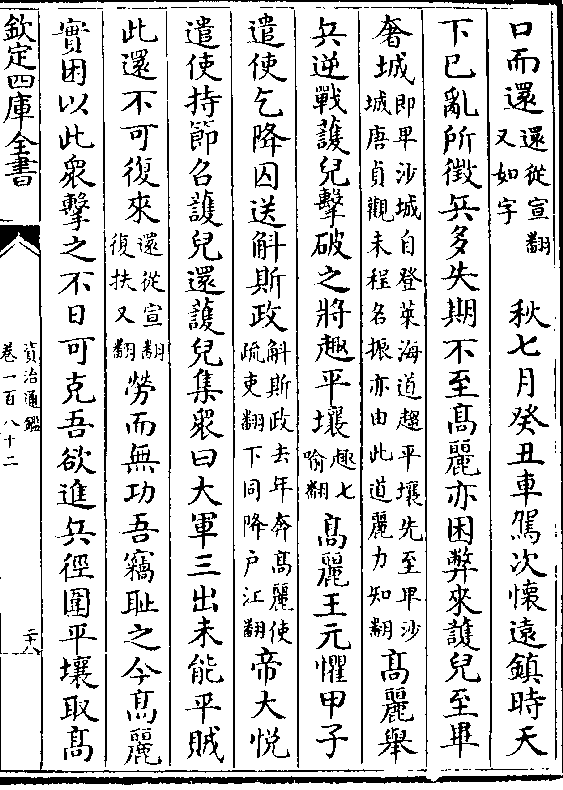 口而還還從宣翻又如字　秋七月癸丑車駕次懷遠鎮時天
下已亂所徵兵多失期不至髙麗亦困弊來護兒至畢
奢城即卑沙城自登萊海道趨平壤先至卑沙城唐貞觀末程名振亦由此道麗力知翻髙麗舉
兵逆戰護兒擊破之將趣平壤趣七喻翻髙麗王元懼甲子
遣使乞降囚送斛斯政斛斯政去年奔髙麗使疏吏翻下同降户江翻帝大悦
遣使持節召護兒還護兒集衆曰大軍三出未能平賊
此還不可復來還從宣翻復扶又翻勞而無功吾竊耻之今髙麗
實困以此衆擊之不日可克吾欲進兵徑圍平壤取髙
欽定四庫全書
資治通鑑
卷一百八十二
二十八